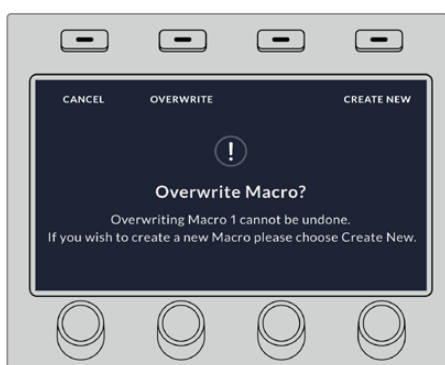 CANCEL OVERWRITE CREATE NEW
Overwrite Macro?
Overwriting Macro 1 cannot be undone.
If you wish to create a new Macro please choose Create New.